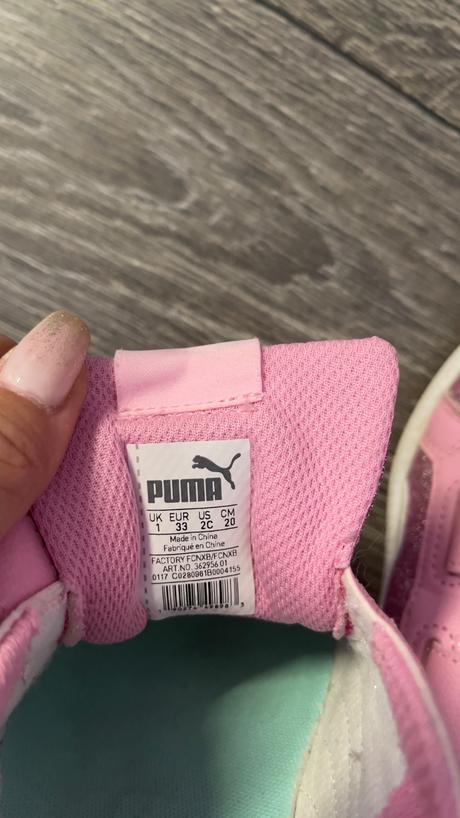 PUMA
UK EUR US CM
1 33 2C 20
Made in China
Fabriqué en Chine
FACTORY FCNXB/FCNXB
ART.NO. 362956 01
0117 C0280961B0004155